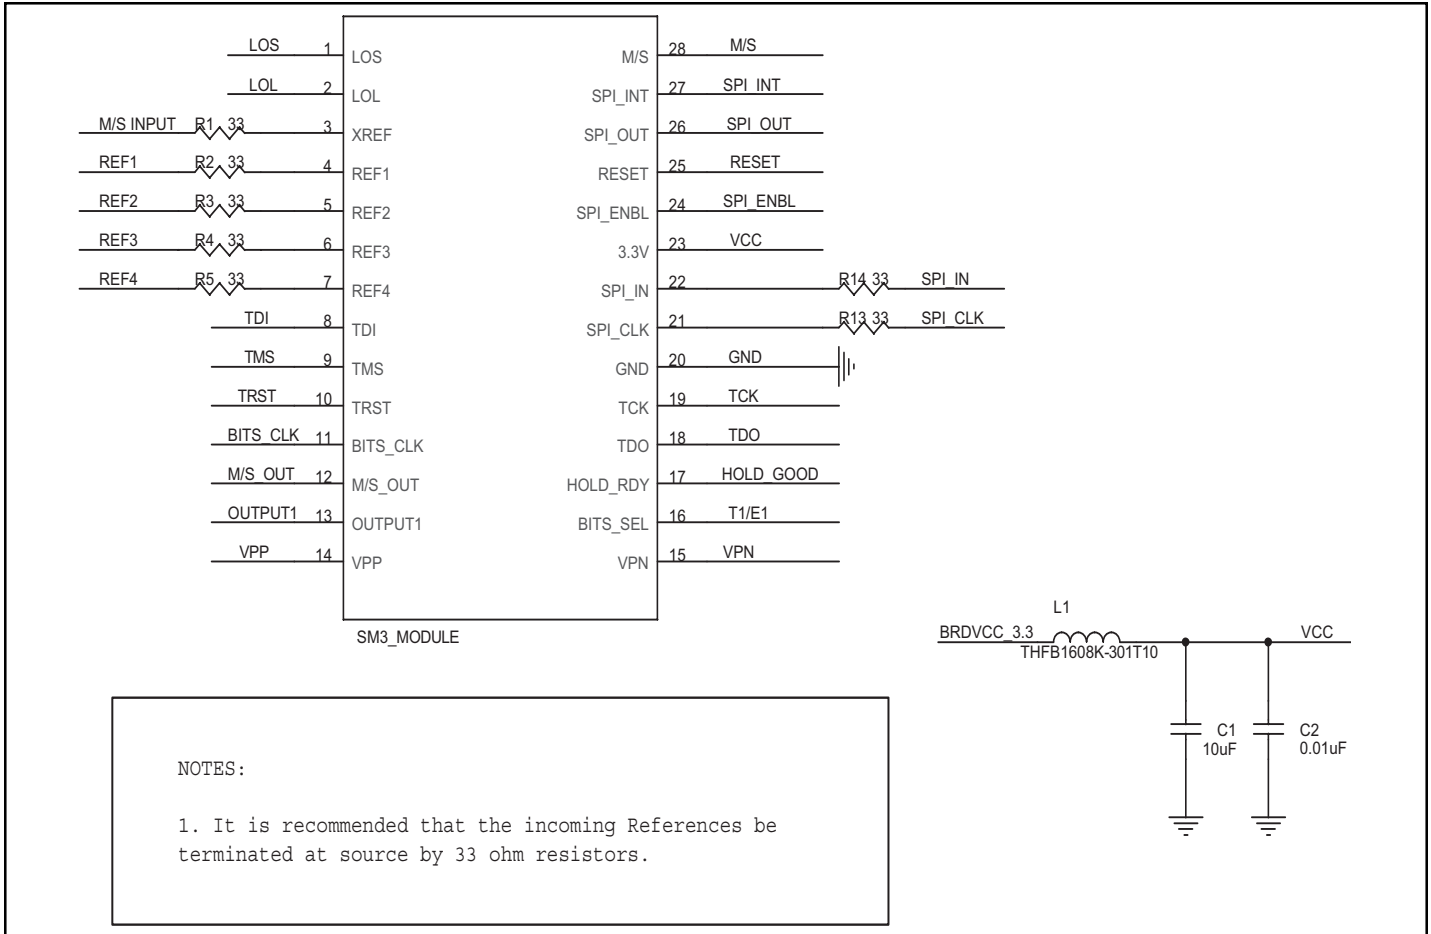 LOS 1 LOS M/S 28 M/S
LOL 2 LOL SPI_INT 27 SPI_INT
M/S INPUT R1 33 3 XREF SPI_OUT 26 SPI_OUT
REF1 R2 33 4 REF1 RESET 25 RESET
REF2 R3 33 5 REF2 SPI_ENBL 24 SPI_ENBL
REF3 R4 33 6 REF3 3.3V 23 VCC
REF4 R5 33 7 REF4 SPI_IN 22 R14 33 SPI_IN
TDI 8 TDI SPI_CLK 21 R13 33 SPI_CLK
TMS 9 TMS GND 20 GND
TRST 10 TRST TCK 19 TCK
BITS_CLK 11 BITS_CLK TDO 18 TDO
M/S_OUT 12 M/S_OUT HOLD_RDY 17 HOLD_GOOD
OUTPUT1 13 OUTPUT1 BITS_SEL 16 T1/E1
VPP 14 VPP VPN 15 VPN
SM3_MODULE
L1
BRDVCC_3.3 VCC
THFB1608K-301T10
C1 C2
10uF 0.01uF
NOTES:
1. It is recommended that the incoming References be
terminated at source by 33 ohm resistors.